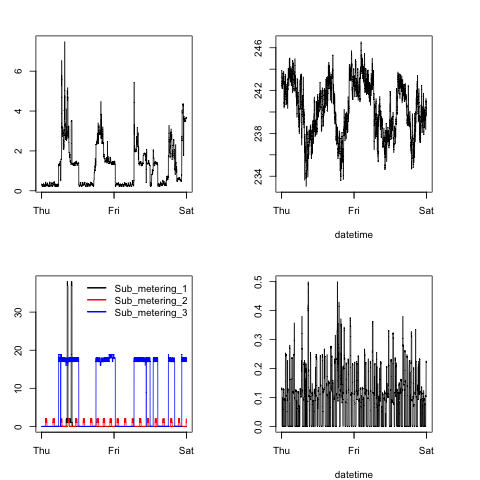 0 2 4 6
Thu Fri Sat
234 238 242 246
Thu Fri Sat
datetime
0 10 20 30
Sub_metering_1
Sub_metering_2
Sub_metering_3
Thu Fri Sat
0.0 0.1 0.2 0.3 0.4 0.5
Thu Fri Sat
datetime